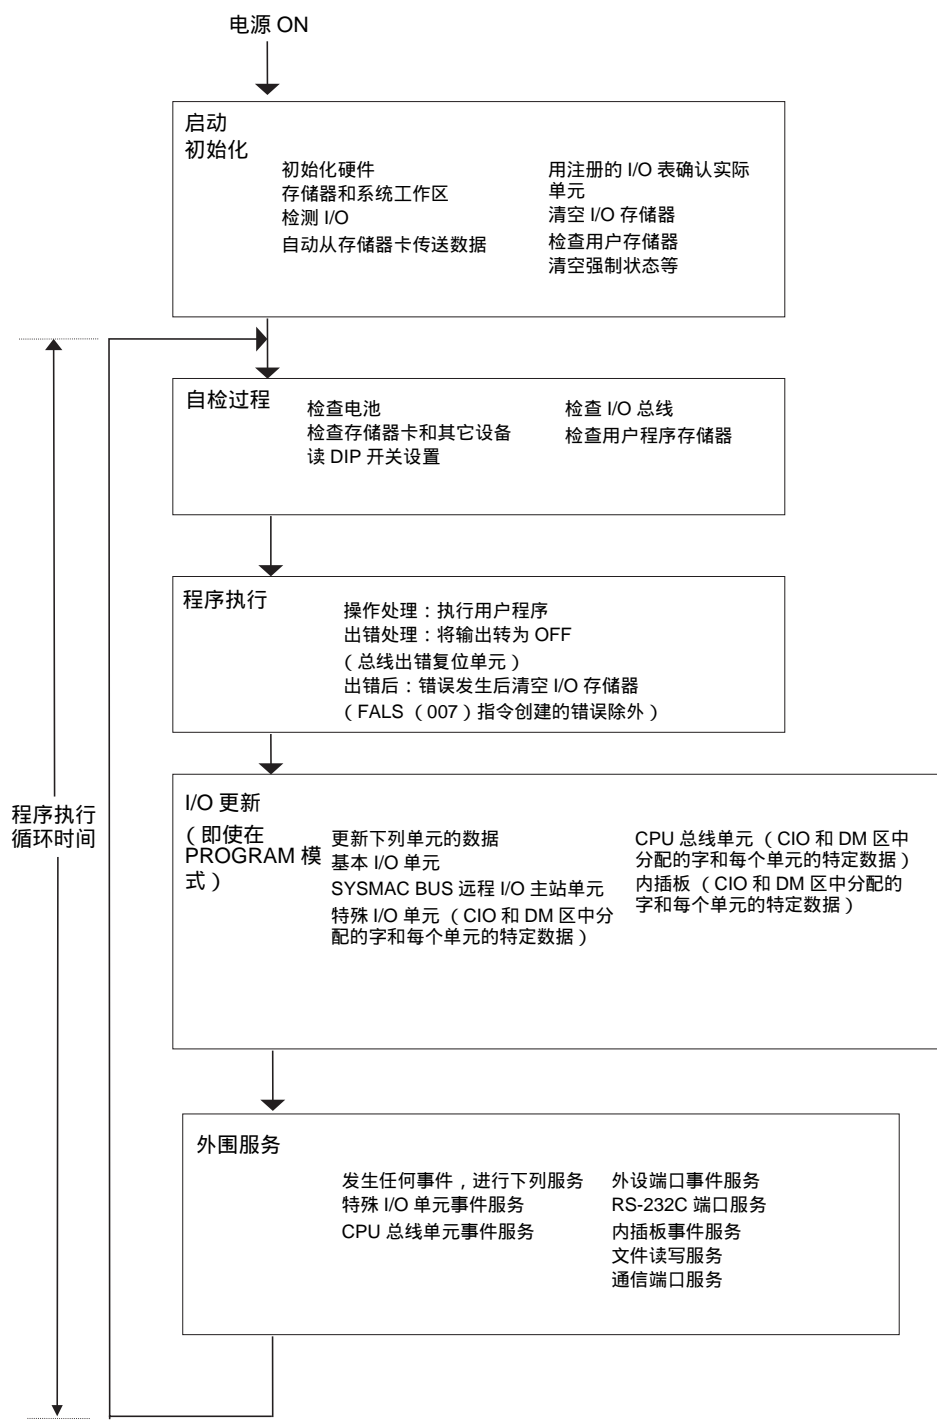 电源 ON
启动
初始化
初始化硬件
存储器和系统工作区
检测 I/O
自动从存储器卡传送数据
用注册的 I/O 表确认实际
单元
清空 I/O 存储器
检查用户存储器
清空强制状态等
自检过程
检查电池
检查存储器卡和其它设备
读 DIP 开关设置
检查 I/O 总线
检查用户程序存储器
程序执行
操作处理：执行用户程序
出错处理：将输出转为 OFF
（总线出错复位单元）
出错后：错误发生后清空 I/O 存储器
（FALS （007）指令创建的错误除外）
程序执行
循环时间
I/O 更新
（即使在
PROGRAM 模
式）
更新下列单元的数据
基本 I/O 单元
SYSMAC BUS 远程 I/O 主站单元
特殊 I/O 单元（CIO 和 DM 区中分
配的字和每个单元的特定数据）
CPU 总线单元（CIO 和 DM 区中
分配的字和每个单元的特定数据）
内插板（CIO 和 DM 区中分配的
字和每个单元的特定数据）
外围服务
发生任何事件，进行下列服务
特殊 I/O 单元事件服务
CPU 总线单元事件服务
外设端口事件服务
RS-232C 端口服务
内插板事件服务
文件读写服务
通信端口服务